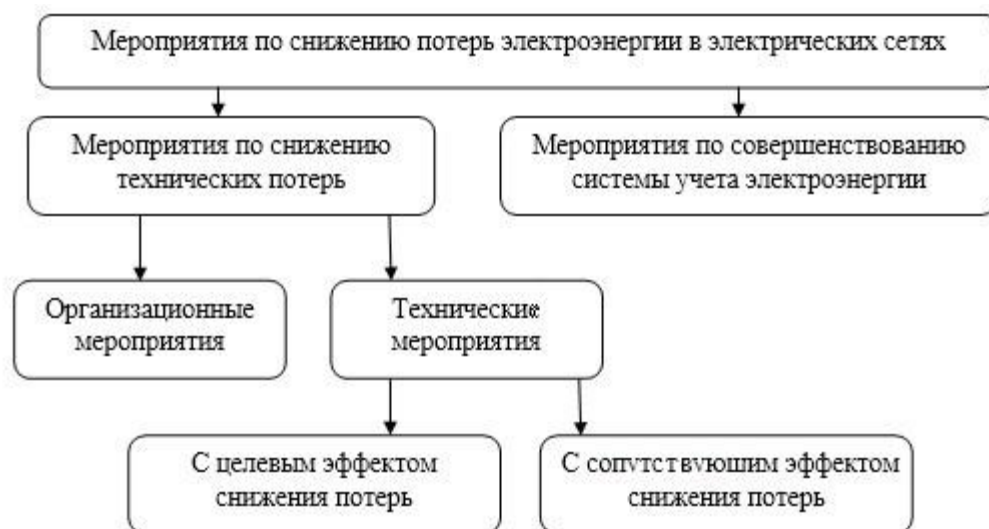 Мероприятия по снижению потерь электроэнергии в электрических сетях
Мероприятия по снижению
технических потерь
Мероприятия по совершенствованию
системы учета электроэнергии
Организационные
мероприятия
Технические
мероприятия
С целевым эффектом
снижения потерь
С сопутствующим эффектом
снижения потерь